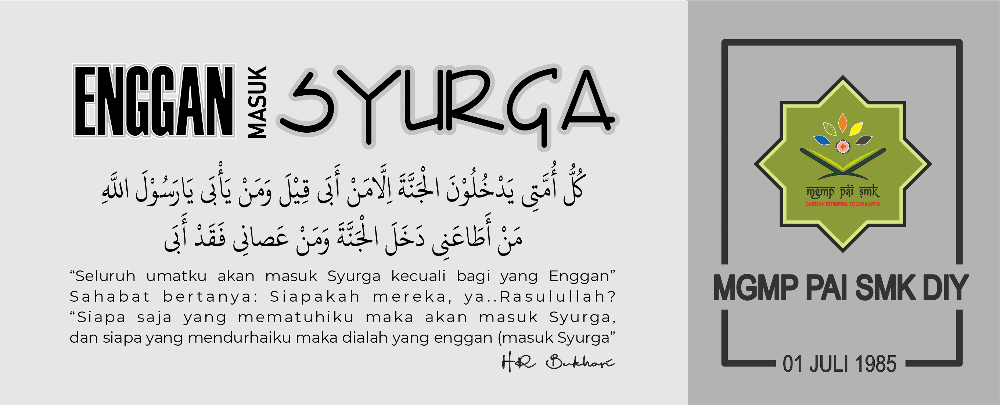 ENGGAN MASUK SYURGA
كُلُّ أُمَّتِى يَدْخُلُوْنَ الْجَنَّةَ اِلَّامَنْ أَبَى قِيْلَ وَمَنْ يَأْبَى يَارَسُوْلَ اللَّهِ
مَنْ أَطَاعَنِى دَخَلَ الْجَنَّةَ وَمَنْ عَصانِى فَقَدْ أَبَى
“Seluruh umatku akan masuk Syurga kecuali bagi yang Enggan”
Sahabat bertanya: Siapakah mereka, ya..Rasulullah?
“Siapa saja yang mematuhiku maka akan masuk Syurga,
dan siapa yang mendurhaiku maka dialah yang enggan (masuk Syurga”
HR Bukhari
mgmp pai smk
DAERAH ISTIMEWA YOGYAKARTA
MGMP PAI SMK DIY
01 JULI 1985